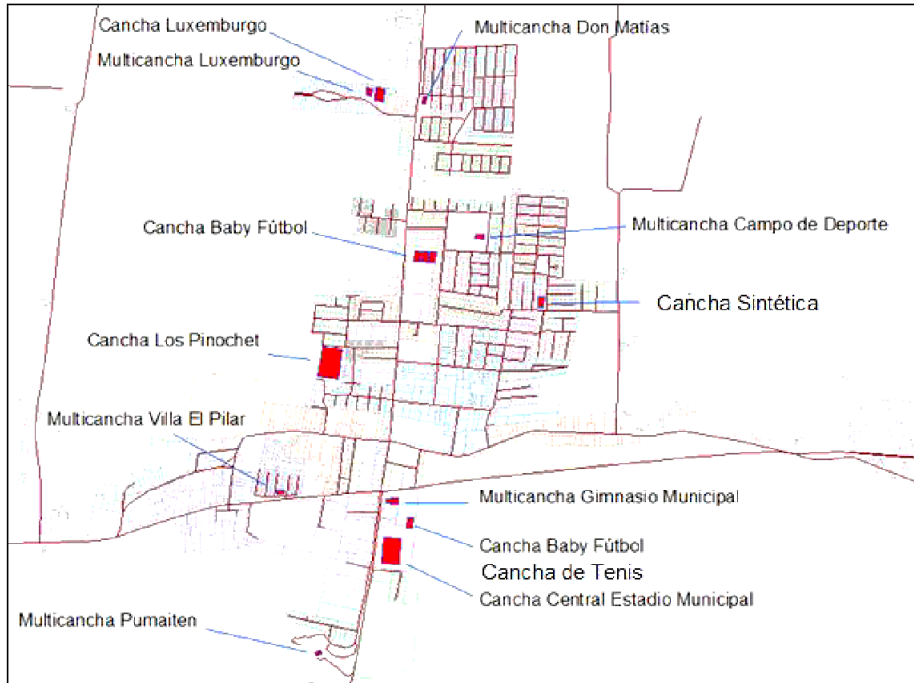 Cancha Luxemburgo
Multicancha Don Matías
Multicancha Luxemburgo
Cancha Baby Fútbol
Multicancha Campo de Deporte
Cancha Sintética
Cancha Los Pinochet
Multicancha Villa El Pilar
Multicancha Gimnasio Municipal
Cancha Baby Fútbol
Cancha de Tenis
Cancha Central Estadio Municipal
Multicancha Pumaiten